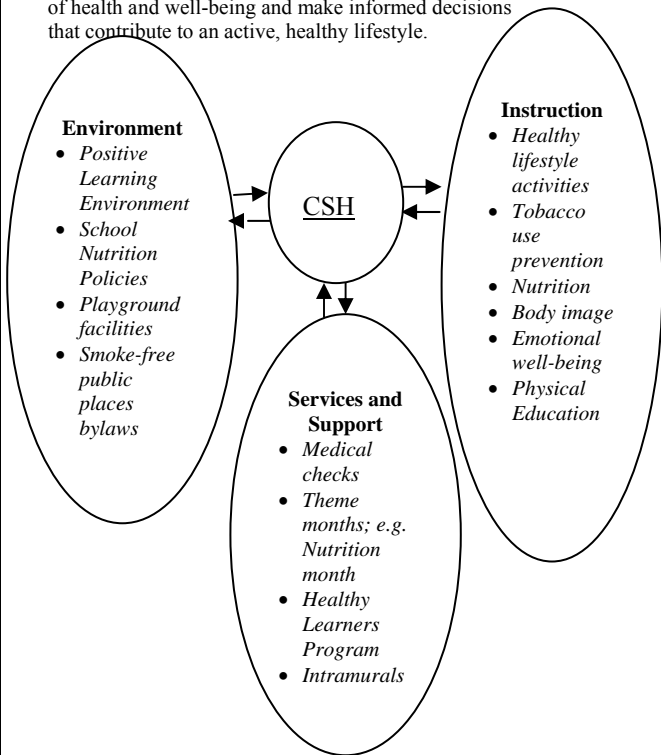 of health and well-being and make informed decisions
that contribute to an active, healthy lifestyle.
Environment
• Positive
Learning
Environment
• School
Nutrition
Policies
• Playground
facilities
• Smoke-free
public
places
bylaws
CSH
Instruction
• Healthy
lifestyle
activities
• Tobacco
use
prevention
• Nutrition
• Body image
• Emotional
well-being
• Physical
Education
Services and
Support
• Medical
checks
• Theme
months; e.g.
Nutrition
month
• Healthy
Learners
Program
• Intramurals